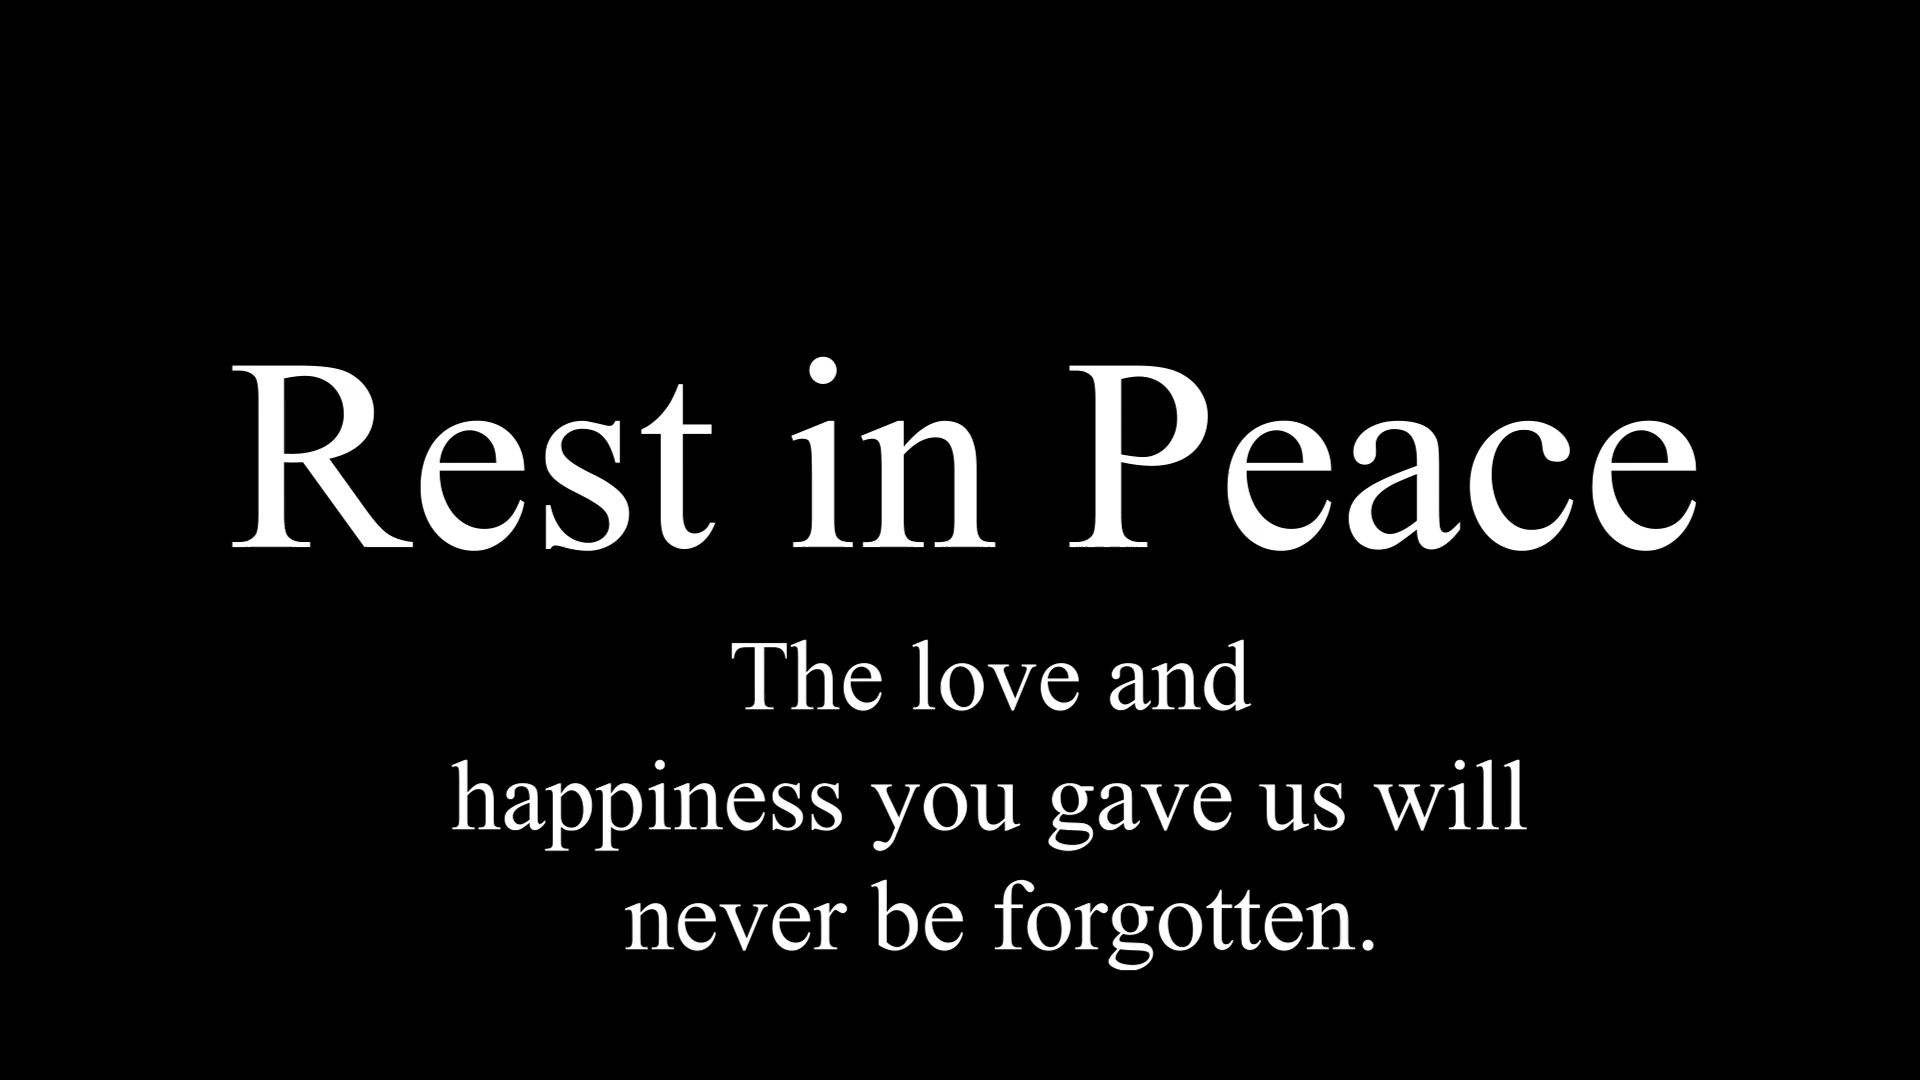 Rest in Peace
The love and
happiness you gave us will
never be forgotten.